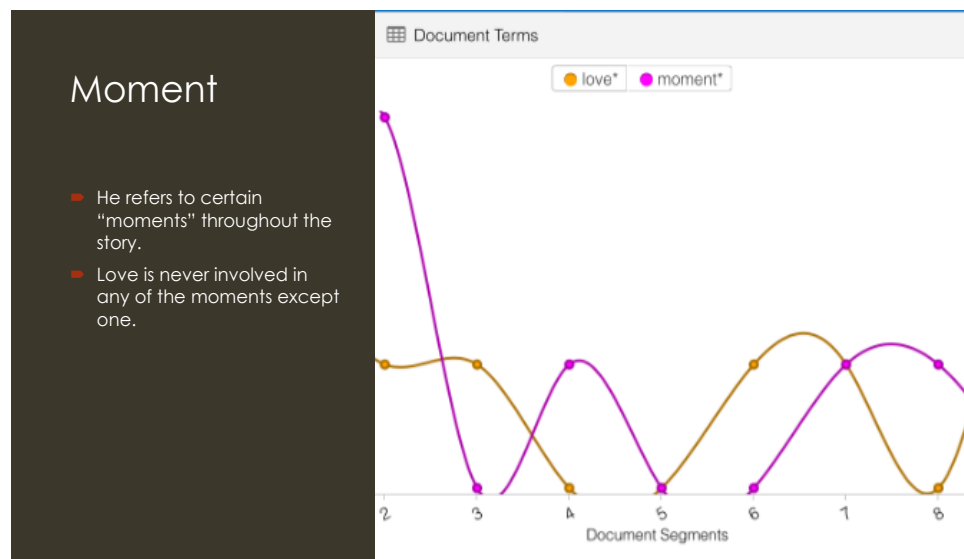 Moment
He refers to certain
“moments” throughout the
story.
Love is never involved in
any of the moments except
one.
Document Terms
love* moment*
2 3 4 5 6 7 8
Document Segments